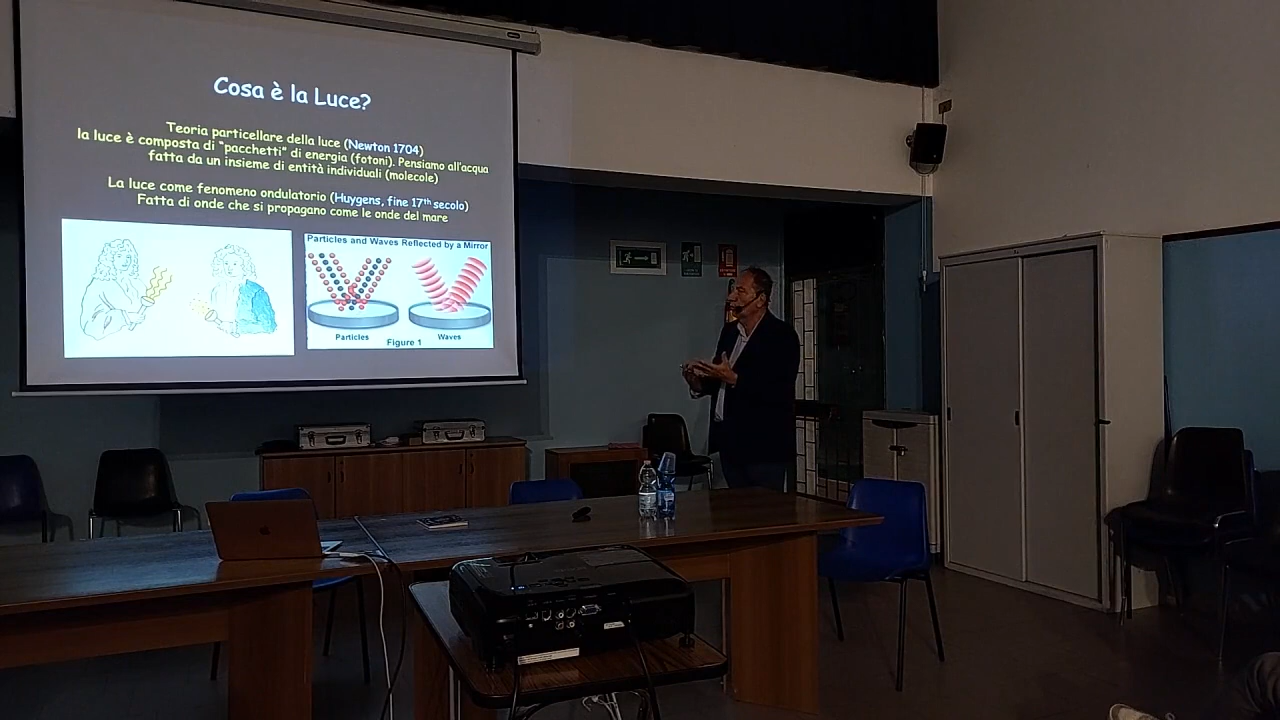 Cosa è la Luce?
Teoria particellare della luce (Newton 1704)
la luce è composta di "pacchetti" di energia (fotoni). Pensiamo all'acqua
fatta da un insieme di entità individuali (molecole)
La luce come fenomeno ondulatorio (Huygens, fine 17th secolo)
Fatta di onde che si propagano come le onde del mare
Particles and Waves Reflected by a Mirror
Particles
Waves
Figure 1